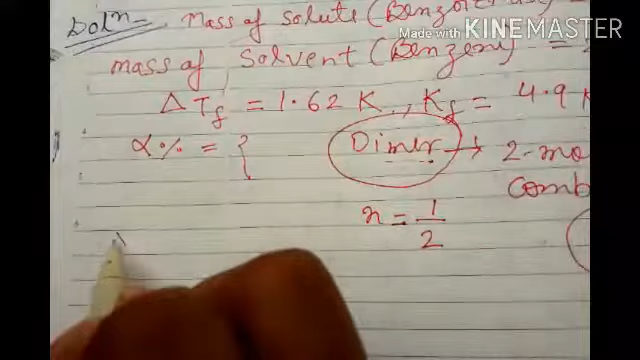 Soln- Mass of Solute (Benzoic
Made with KINEMASTER
mass of Solvent (Benzene) =
ΔTf = 1.62 K , Kf = 4.9 K
α% = {
Dimer → 2-mo
Comb
n = 1/2